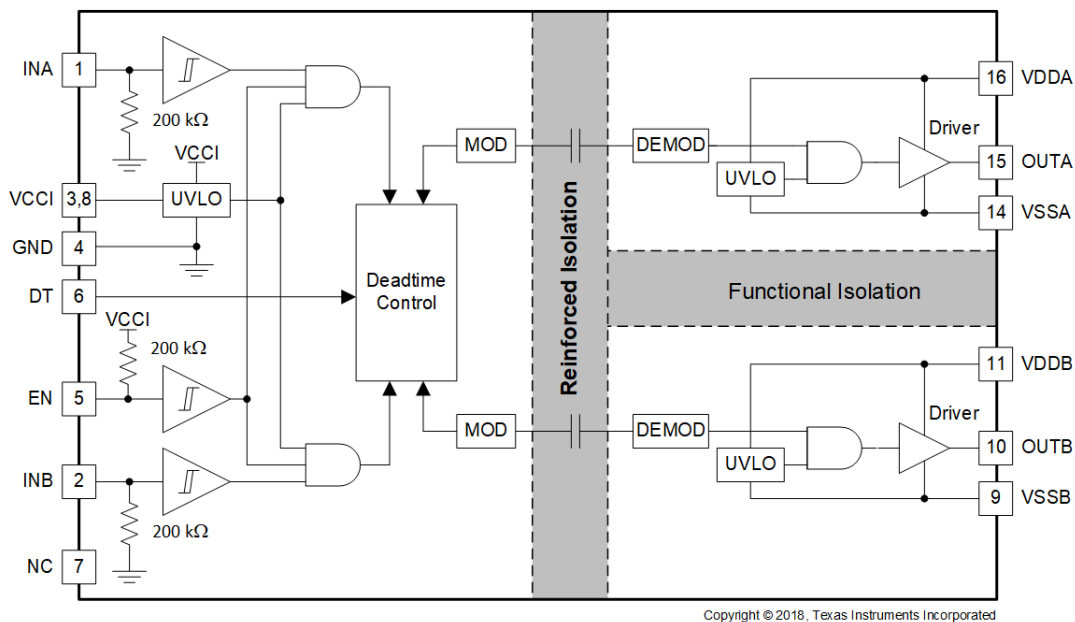 INA 1
200 kΩ
VCCI
VCCI 3,8 UVLO
GND 4
DT 6
VCCI
200 kΩ
EN 5
INB 2
200 kΩ
NC 7
Deadtime
Control
MOD
MOD
Reinforced Isolation
DEMOD
UVLO
Driver
16 VDDA
15 OUTA
14 VSSA
Functional Isolation
DEMOD
UVLO
Driver
11 VDDB
10 OUTB
9 VSSB
Copyright © 2018, Texas Instruments Incorporated